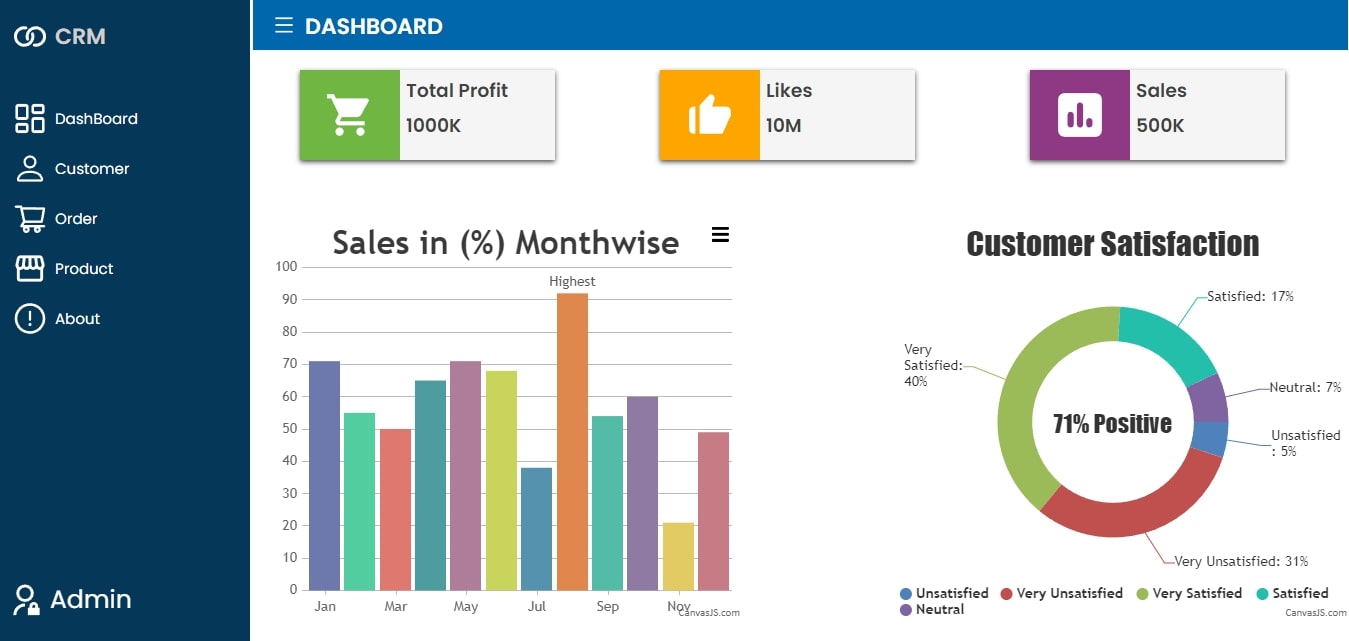 CRM
DashBoard
Customer
Order
Product
About
Admin
DASHBOARD
Total Profit
1000K
Likes
10M
Sales
500K
Sales in (%) Monthwise
100
90
80
70
60
50
40
30
20
10
0
Highest
Jan
Mar
May
Jul
Sep
Nov
CanvasJS.com
Customer Satisfaction
Satisfied: 17%
Very
Satisfied:
40%
Neutral: 7%
71% Positive
Unsatisfied
: 5%
Very Unsatisfied: 31%
Unsatisfied
Very Unsatisfied
Very Satisfied
Satisfied
Neutral
CanvasJS.com